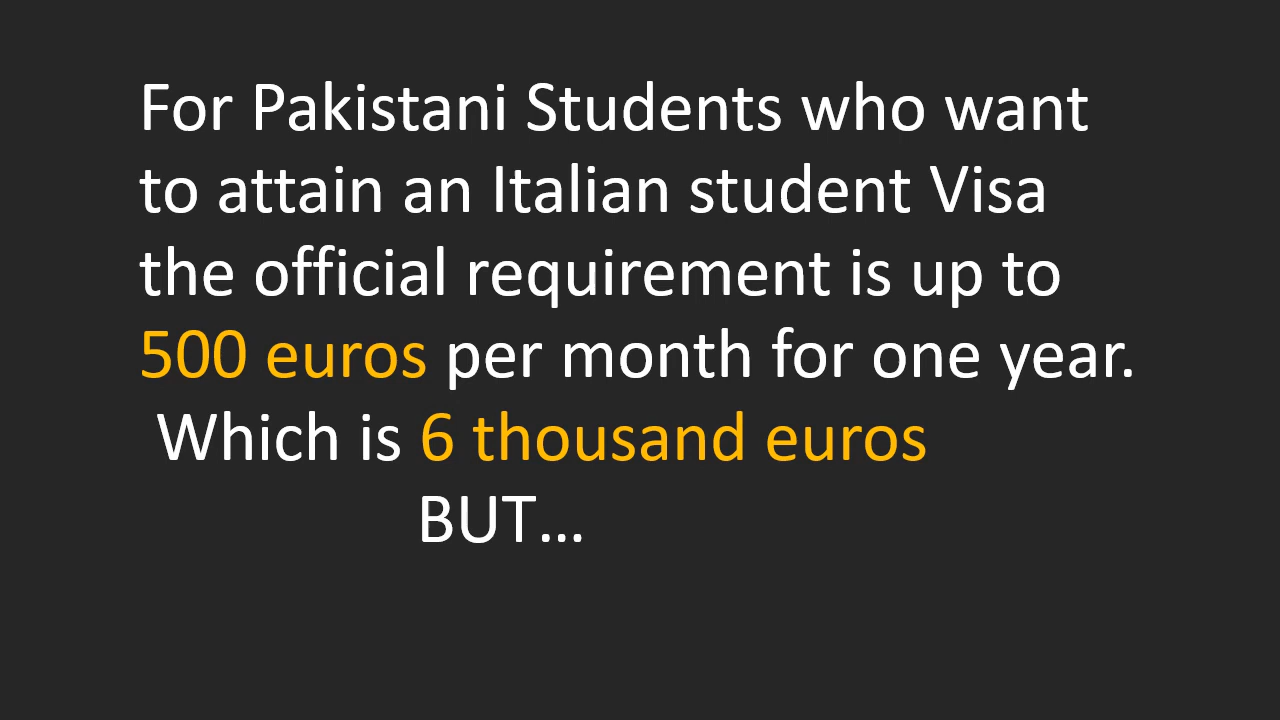 For Pakistani Students who want
to attain an Italian student Visa
the official requirement is up to
500 euros per month for one year.
Which is 6 thousand euros
BUT...